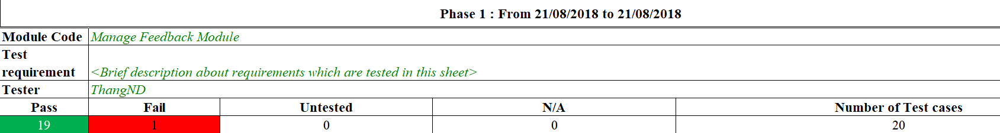 Phase 1 : From 21/08/2018 to 21/08/2018
Module Code Manage Feedback Module
Test
requirement <Brief description about requirements which are tested in this sheet>
Tester ThangND
Pass Fail Untested N/A Number of Test cases
19 1 0 0 20